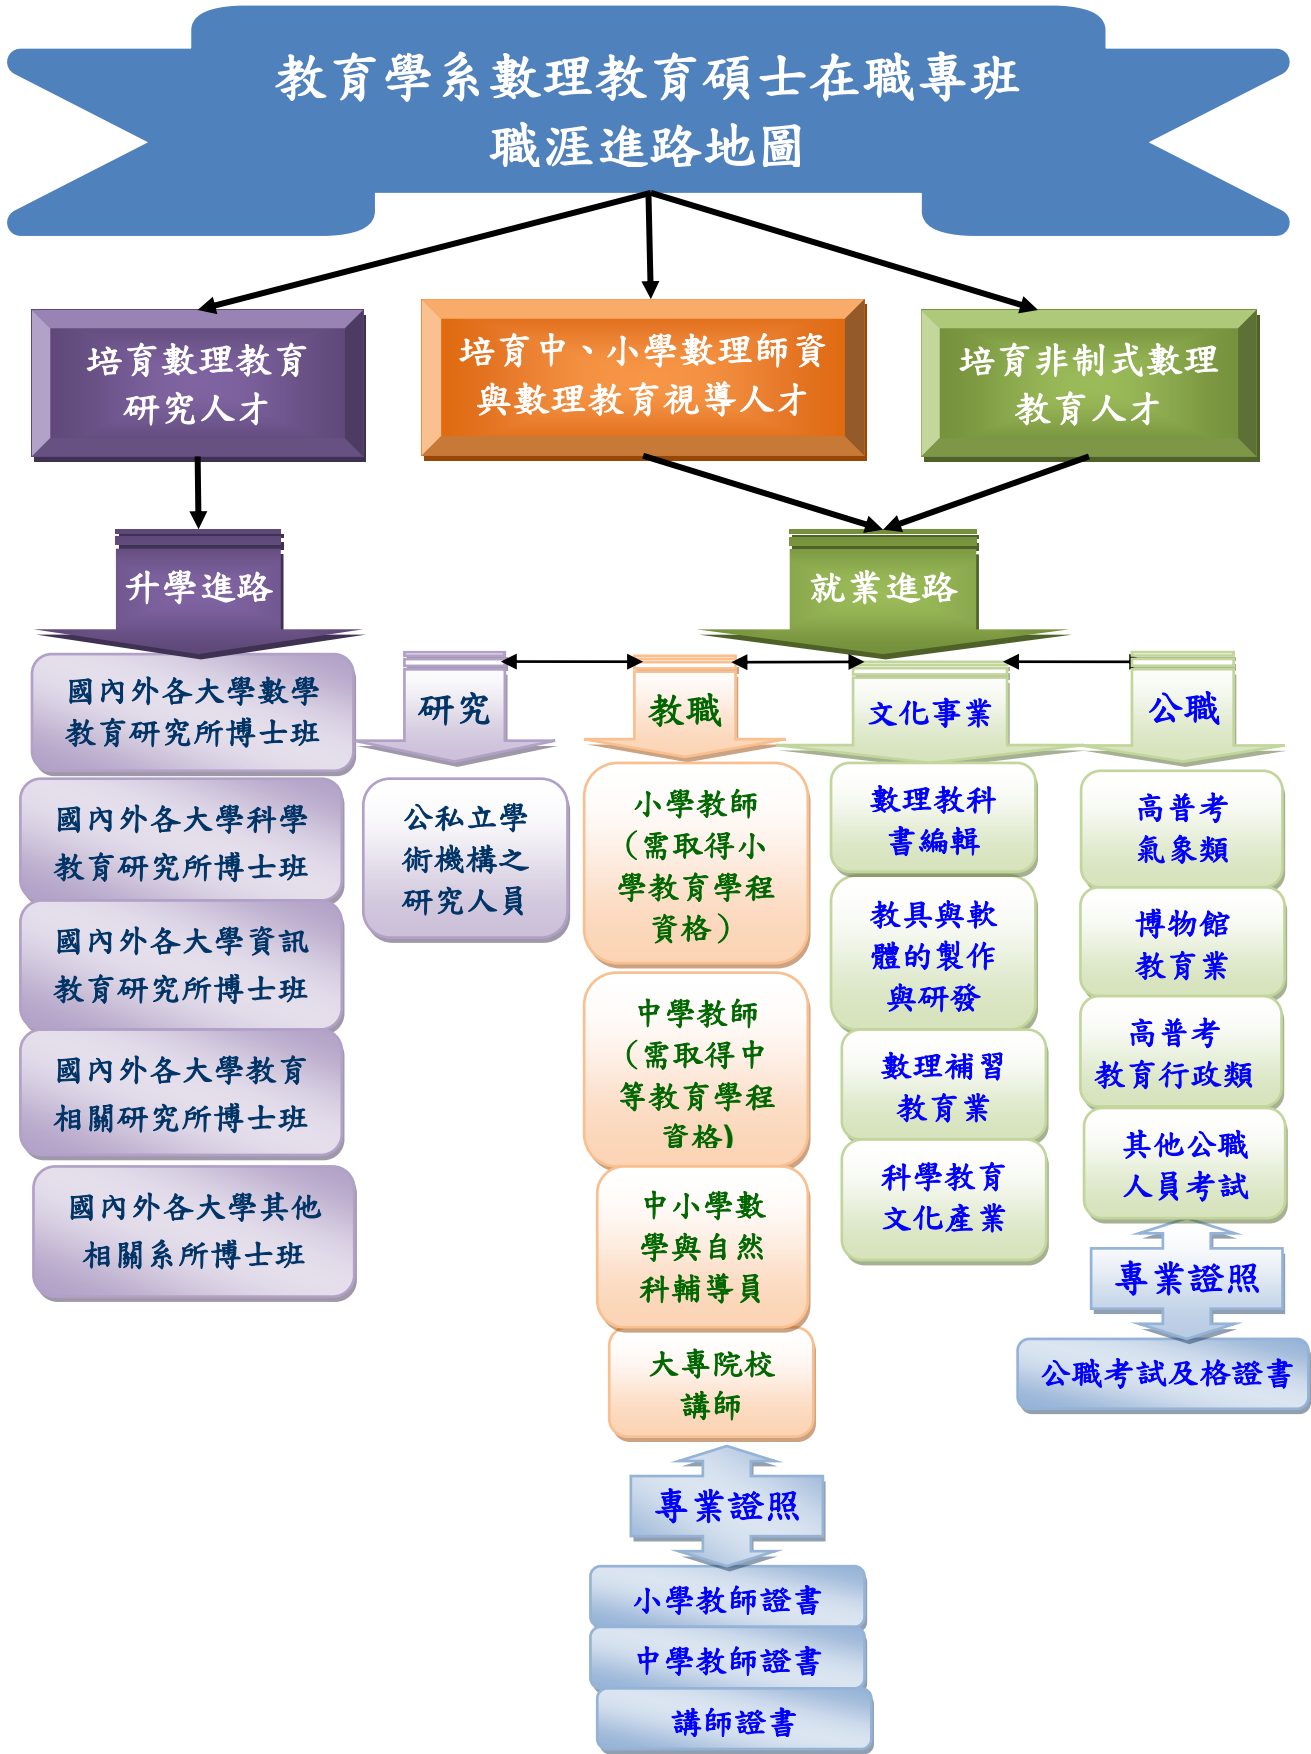 教育學系數理教育碩士在職專班
職涯進路地圖
培育數理教育
研究人才
培育中、小學數理師資
與數理教育視導人才
培育非制式數理
教育人才
升學進路
就業進路
國內外各大學數學
教育研究所博士班
國內外各大學科學
教育研究所博士班
國內外各大學資訊
教育研究所博士班
國內外各大學教育
相關研究所博士班
國內外各大學其他
相關系所博士班
研究
公私立學
術機構之
研究人員
教職
小學教師
（需取得小
學教育學程
資格）
中學教師
（需取得中
等教育學程
資格)
中小學數
學與自然
科輔導員
大專院校
講師
專業證照
小學教師證書
中學教師證書
講師證書
文化事業
數理教科
書編輯
教具與軟
體的製作
與研發
數理補習
教育業
科學教育
文化產業
公職
高普考
氣象類
博物館
教育業
高普考
教育行政類
其他公職
人員考試
專業證照
公職考試及格證書